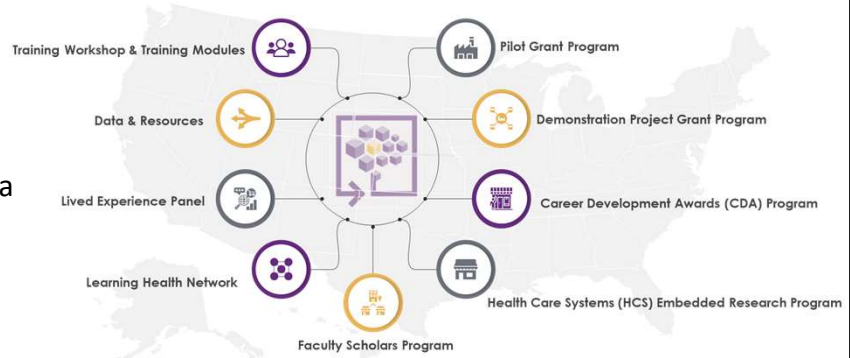 Training Workshop & Training Modules
Pilot Grant Program
Data & Resources
Demonstration Project Grant Program
a
Lived Experience Panel
Career Development Awards (CDA) Program
Learning Health Network
Health Care Systems (HCS) Embedded Research Program
Faculty Scholars Program